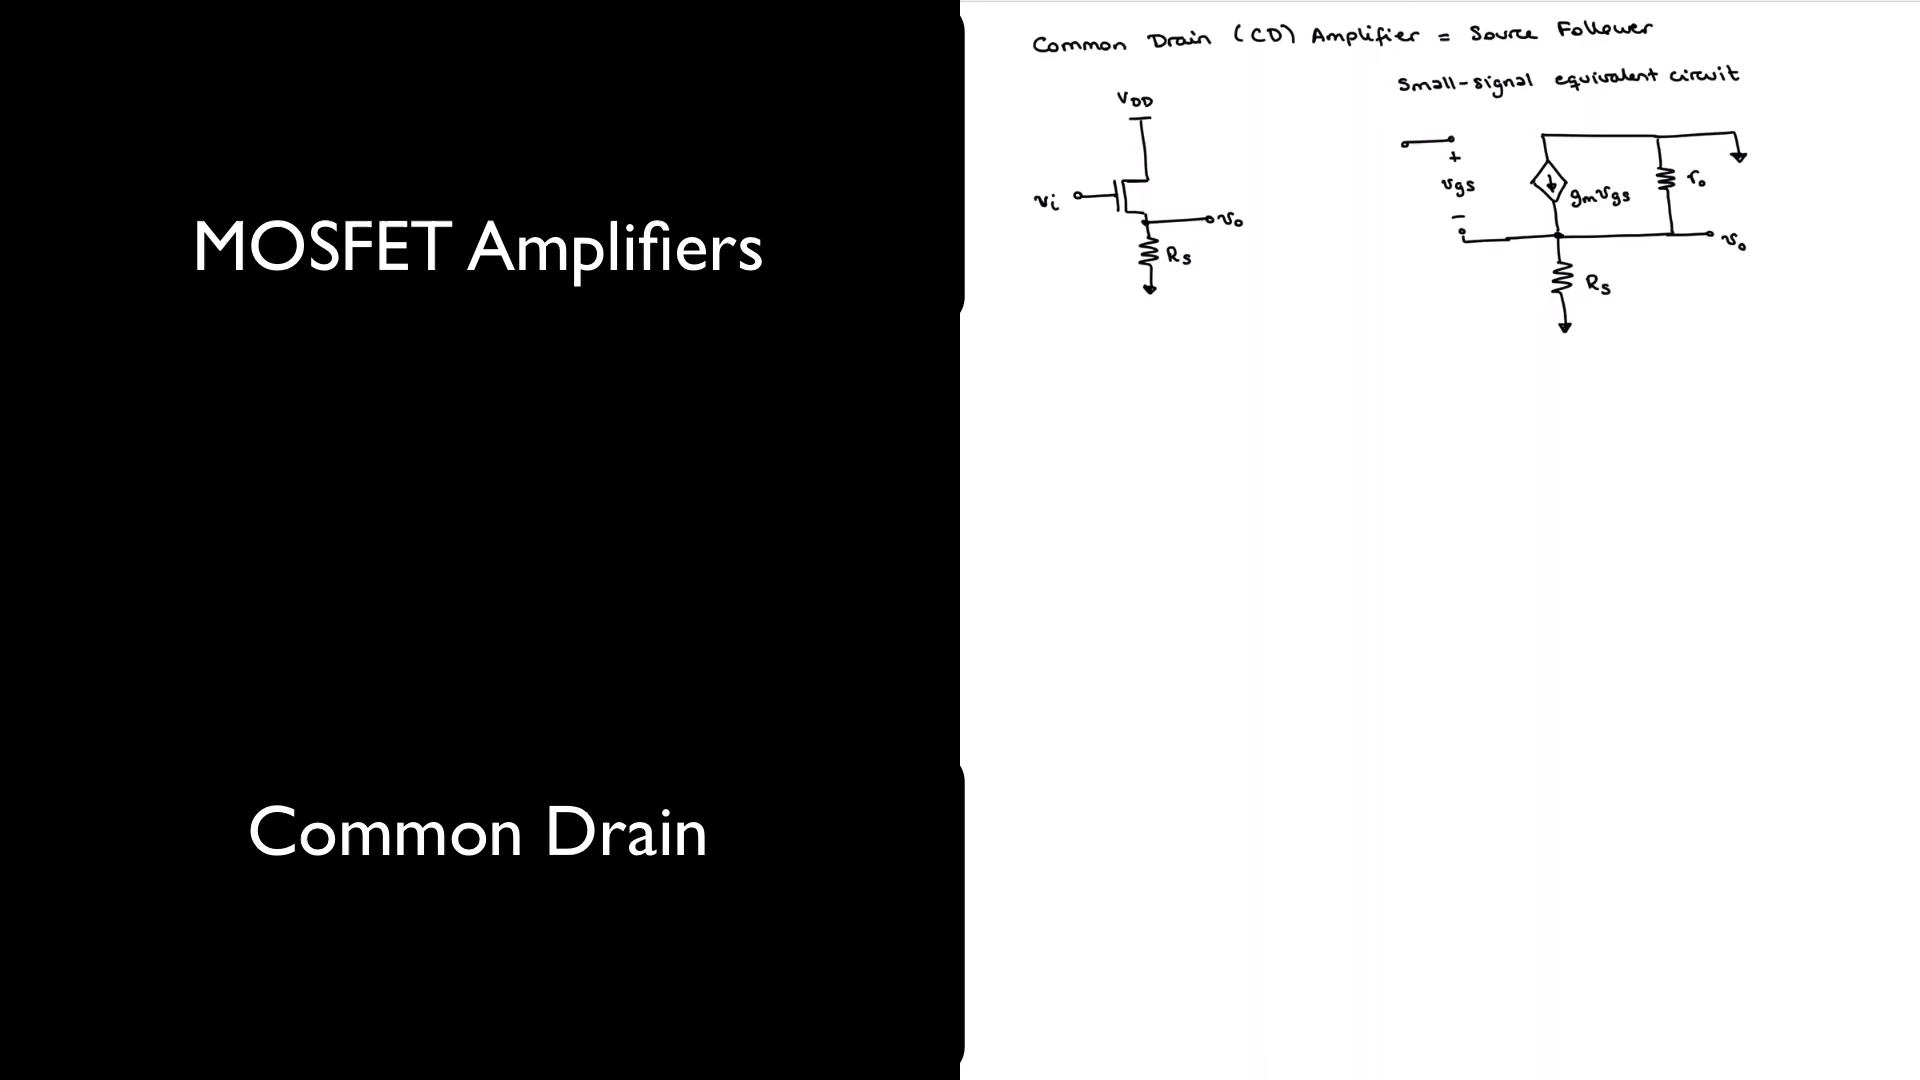 MOSFET Amplifiers
Common Drain
Common Drain (CD) Amplifier = Source Follower
Small-signal equivalent circuit
VDD
vi
vo
Rs
+
vgs
−
gmvgs
ro
vo
Rs